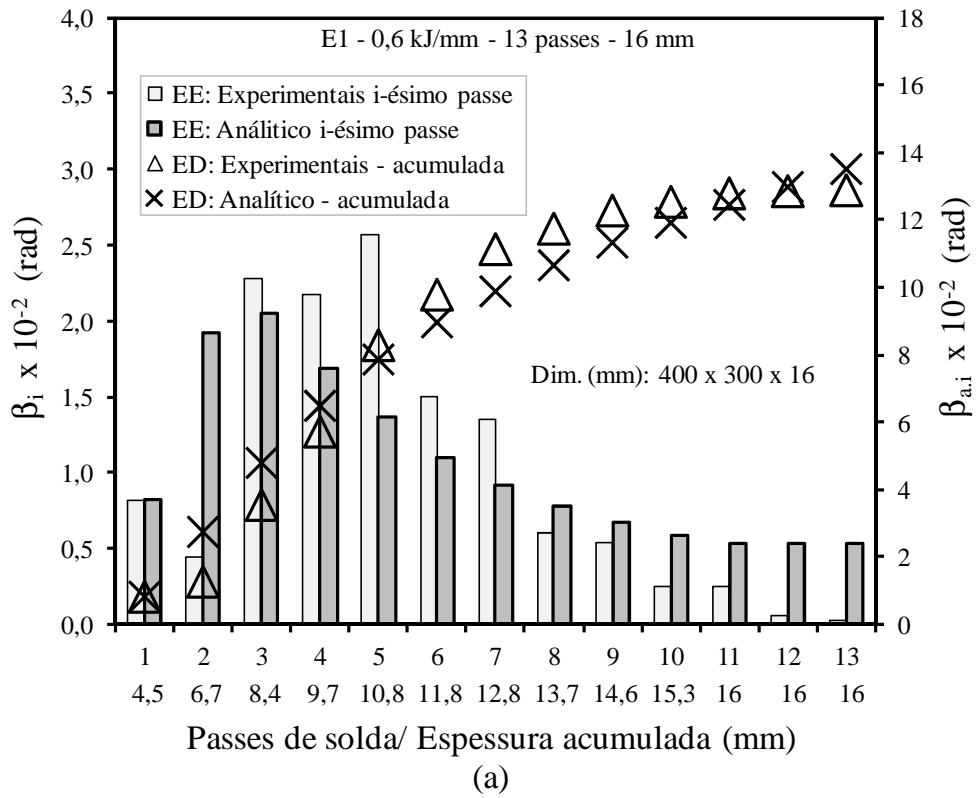 E1 - 0,6 kJ/mm - 13 passes - 16 mm
EE: Experimentais i-ésimo passe
EE: Análitico i-ésimo passe
ED: Experimentais - acumulada
ED: Analítico - acumulada
Dim. (mm): 400 x 300 x 16
4,0
3,5
3,0
2,5
2,0
1,5
1,0
0,5
0,0
βi x 10-2 (rad)
18
16
14
12
10
8
6
4
2
0
βa.i x 10-2 (rad)
1 2 3 4 5 6 7 8 9 10 11 12 13
4,5 6,7 8,4 9,7 10,8 11,8 12,8 13,7 14,6 15,3 16 16 16
Passes de solda/ Espessura acumulada (mm)
(a)